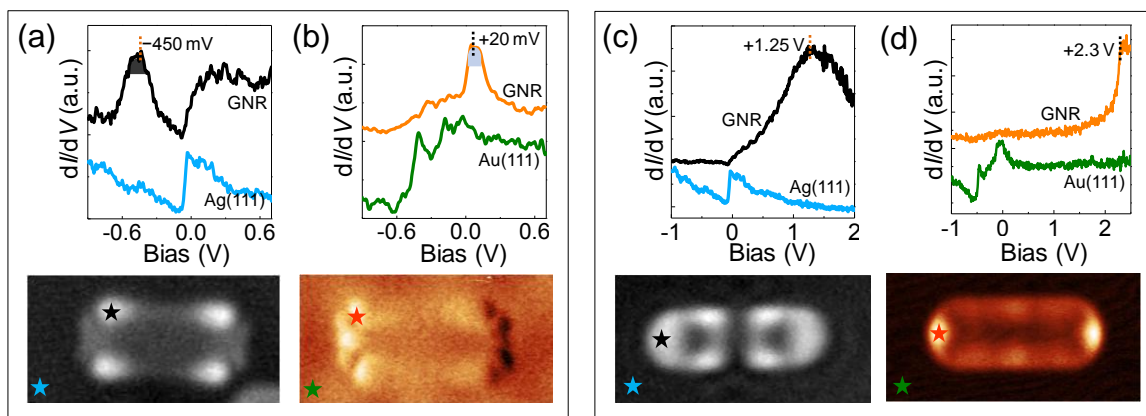 (a)
−450 mV
GNR
Ag(111)
dI/dV (a.u.)
-0.6 0.0 0.6
Bias (V)
(b)
+20 mV
GNR
Au(111)
dI/dV (a.u.)
-0.6 0.0 0.6
Bias (V)
(c)
+1.25 V
GNR
Ag(111)
dI/dV (a.u.)
-1 0 1 2
Bias (V)
(d)
+2.3 V
GNR
Au(111)
dI/dV (a.u.)
-1 0 1 2
Bias (V)